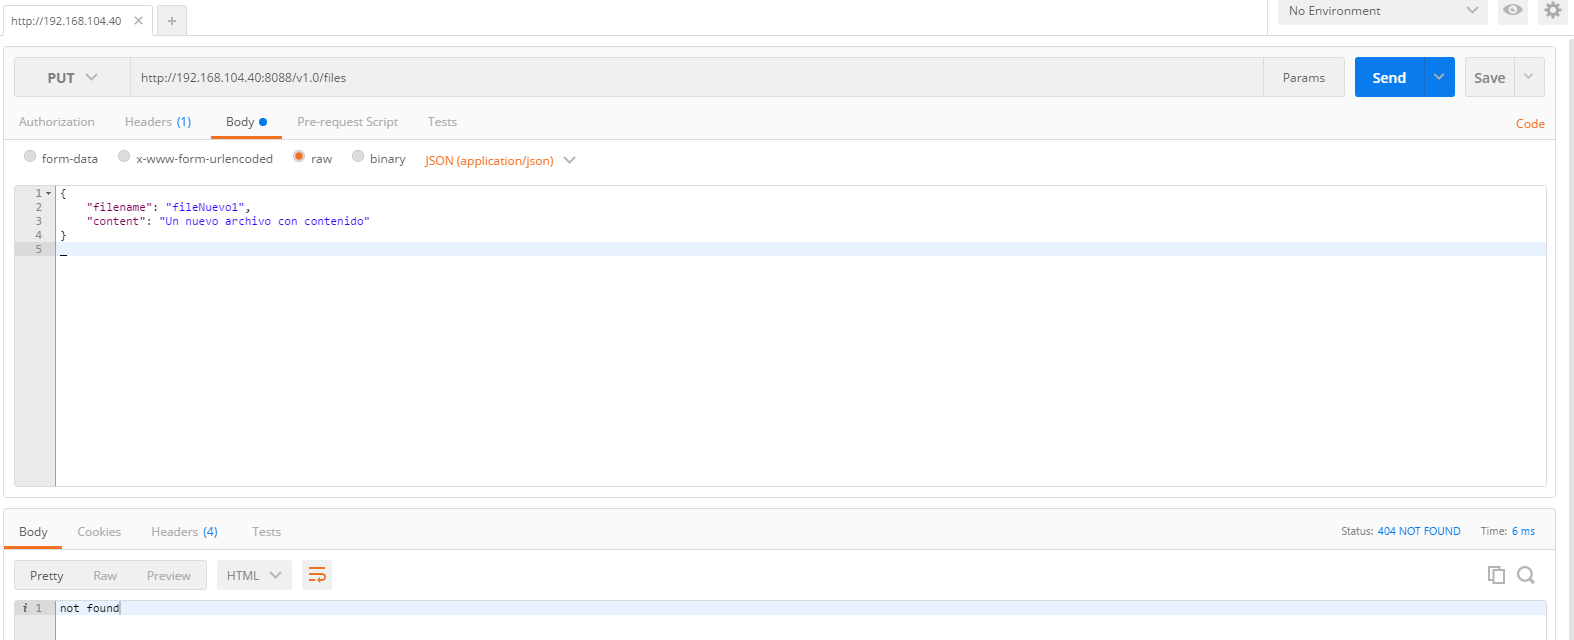 http://192.168.104.40 × +
No Environment
PUT http://192.168.104.40:8088/v1.0/files Params Send Save
Authorization Headers (1) Body Pre-request Script Tests Code
form-data x-www-form-urlencoded raw binary JSON (application/json)
1 {
2 "filename": "fileNuevo1",
3 "content": "Un nuevo archivo con contenido"
4 }
5
Body Cookies Headers (4) Tests Status: 404 NOT FOUND Time: 6 ms
Pretty Raw Preview HTML
i 1 not found